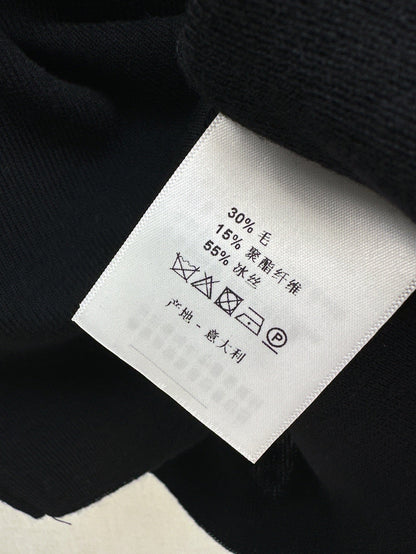 30% 毛
15% 聚酯纤维
55% 冰丝
产地 - 意大利